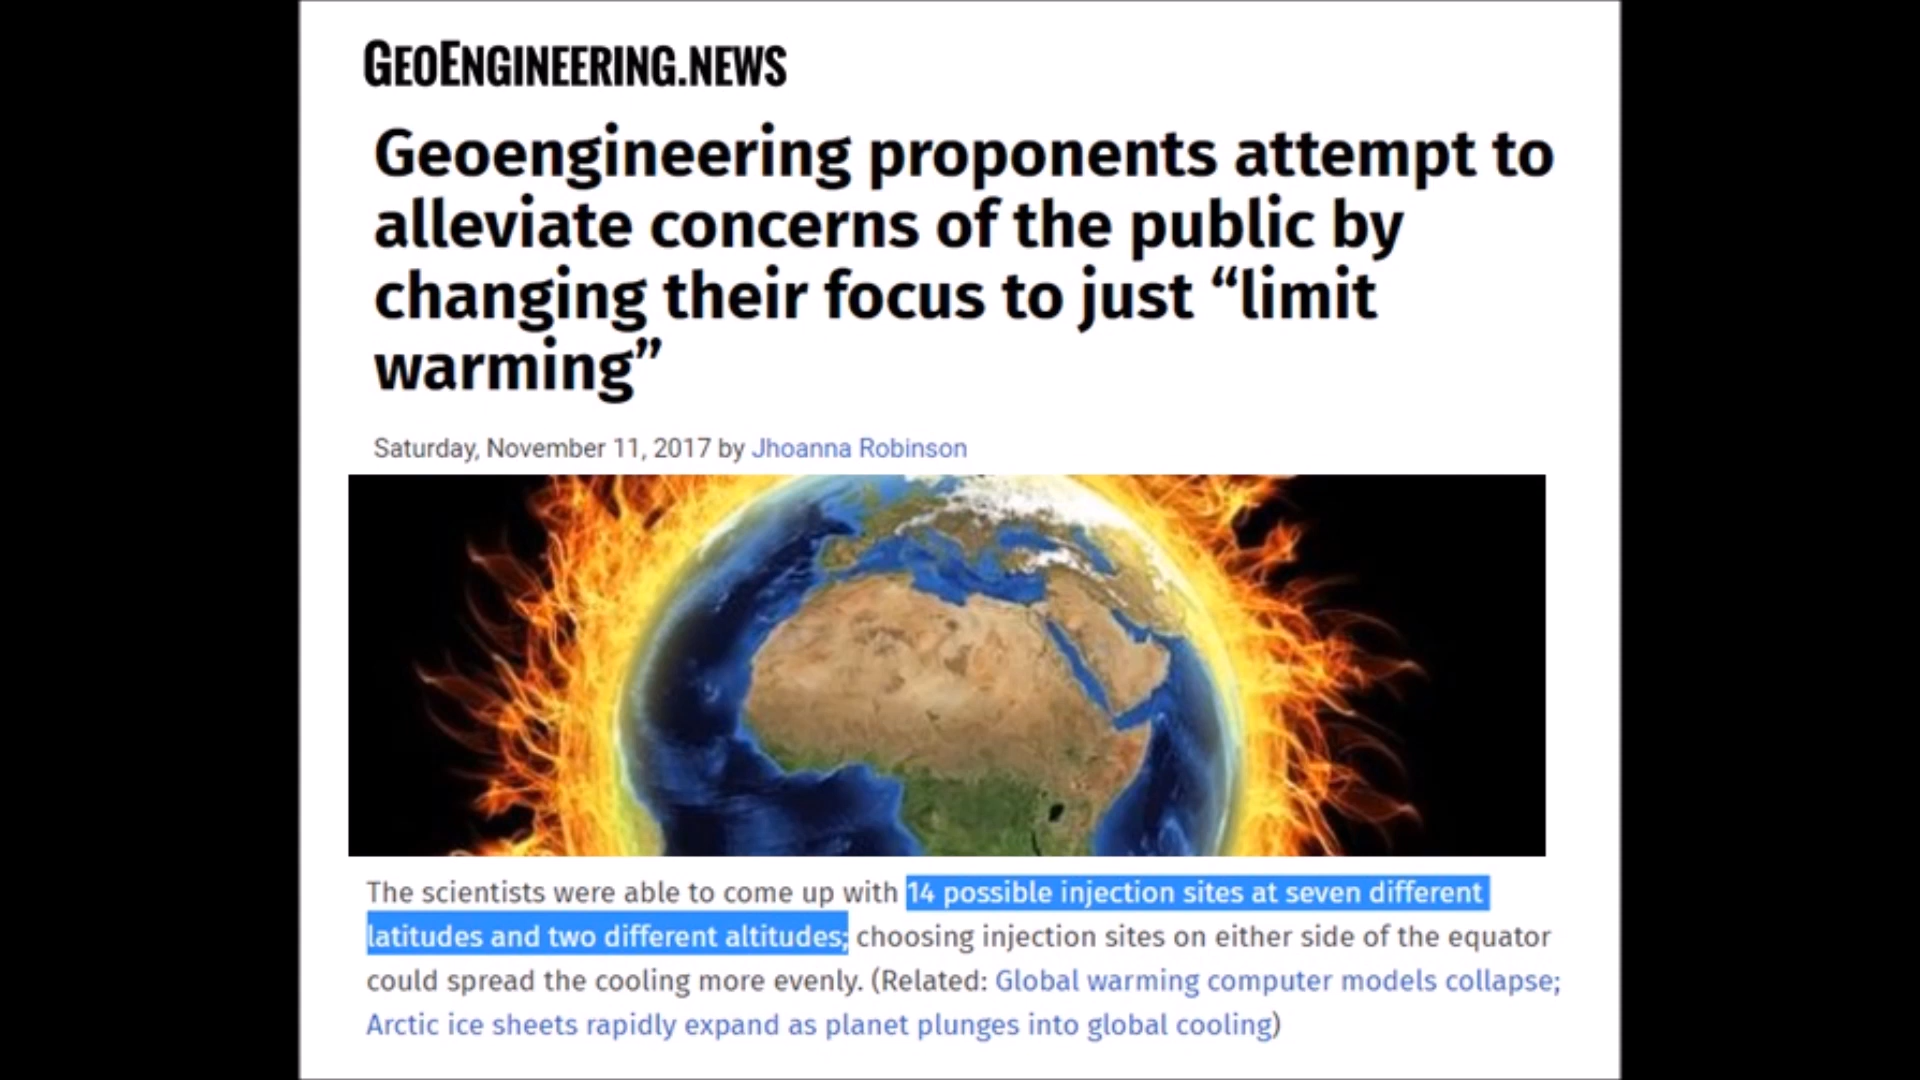 GEOENGINEERING.NEWS
Geoengineering proponents attempt to
alleviate concerns of the public by
changing their focus to just “limit
warming”
Saturday, November 11, 2017 by Jhoanna Robinson
The scientists were able to come up with 14 possible injection sites at seven different
latitudes and two different altitudes; choosing injection sites on either side of the equator
could spread the cooling more evenly. (Related: Global warming computer models collapse;
Arctic ice sheets rapidly expand as planet plunges into global cooling)